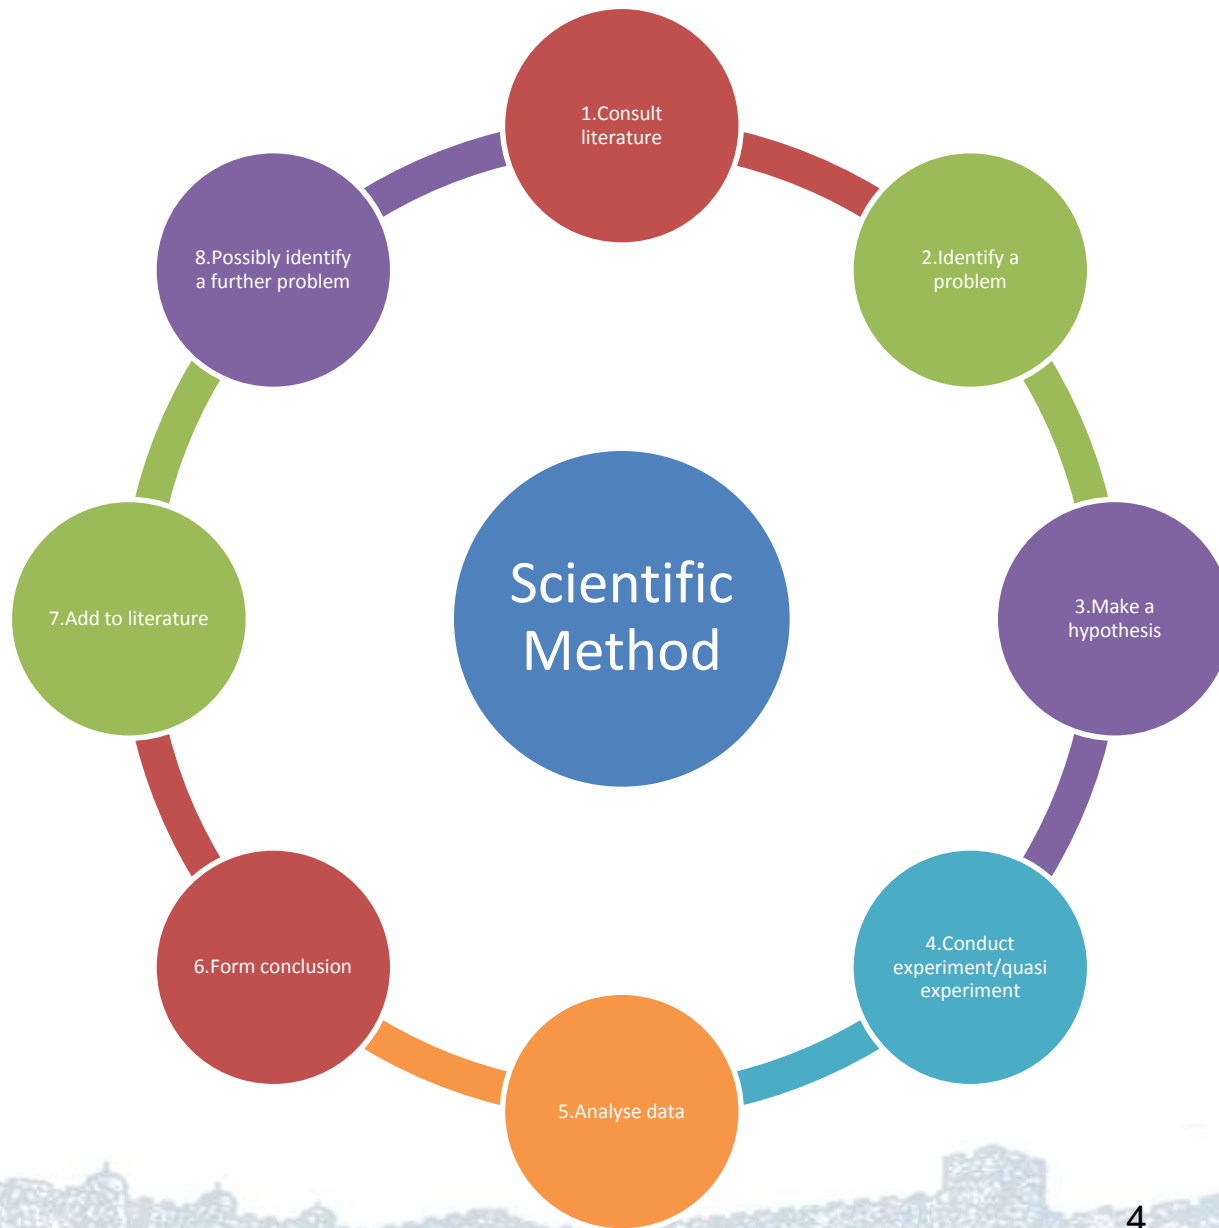 1.Consult
literature
2.Identify a
problem
3.Make a
hypothesis
4.Conduct
experiment/quasi
experiment
5.Analyse data
6.Form conclusion
7.Add to literature
8.Possibly identify
a further problem
Scientific
Method
4